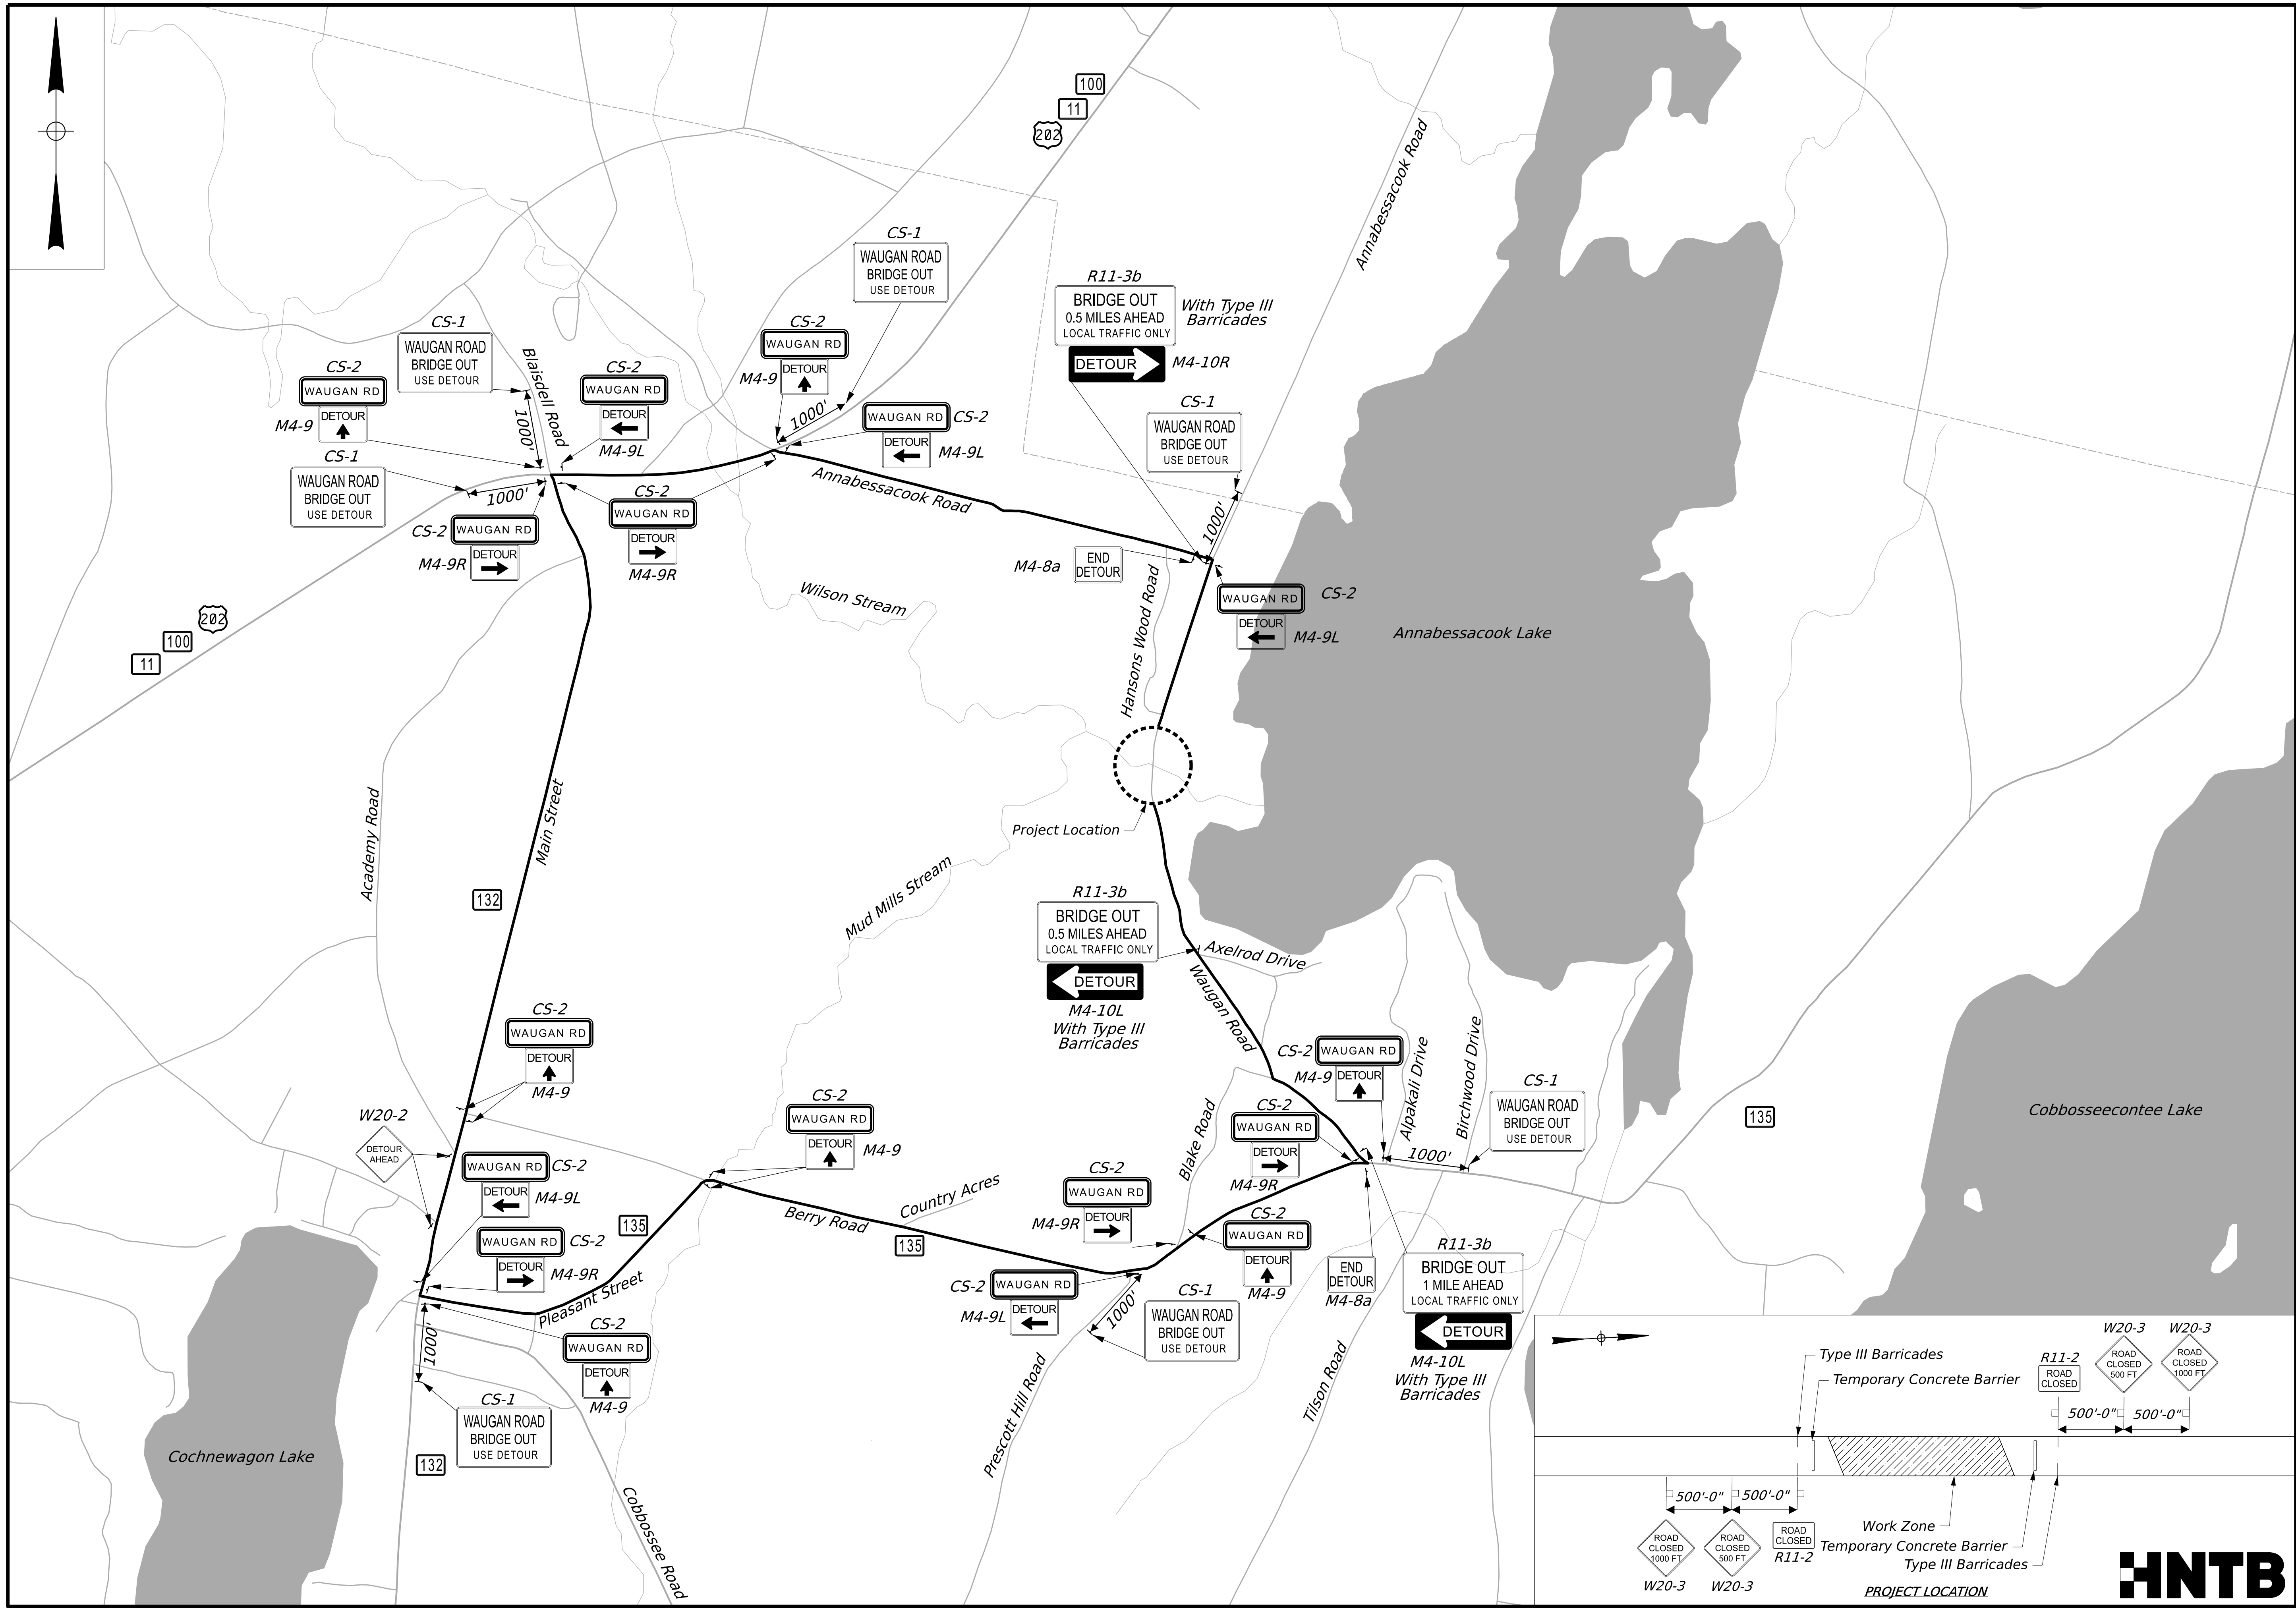 100
11
202
Annabessacook Road
CS-1
WAUGAN ROAD
BRIDGE OUT
USE DETOUR
R11-3b
BRIDGE OUT
0.5 MILES AHEAD
LOCAL TRAFFIC ONLY
With Type III
Barricades
DETOUR
M4-10R
CS-1
WAUGAN ROAD
BRIDGE OUT
USE DETOUR
CS-2
WAUGAN RD
M4-9
DETOUR
CS-1
WAUGAN ROAD
BRIDGE OUT
USE DETOUR
Blaisdell Road
1000'
CS-2
WAUGAN RD
DETOUR
M4-9L
CS-2
WAUGAN RD
M4-9
DETOUR
1000'
WAUGAN RD
CS-2
DETOUR
M4-9L
CS-1
WAUGAN ROAD
BRIDGE OUT
USE DETOUR
1000'
CS-2
WAUGAN RD
M4-9R
DETOUR
CS-2
WAUGAN RD
DETOUR
M4-9R
Annabessacook Road
1000'
M4-8a
END
DETOUR
WAUGAN RD
CS-2
DETOUR
M4-9L
Wilson Stream
Hansons Wood Road
Annabessacook Lake
202
100
11
Project Location
Academy Road
Main Street
132
Mud Mills Stream
R11-3b
BRIDGE OUT
0.5 MILES AHEAD
LOCAL TRAFFIC ONLY
DETOUR
M4-10L
With Type III
Barricades
Axelrod Drive
Waugan Road
CS-2
WAUGAN RD
DETOUR
M4-9
W20-2
DETOUR
AHEAD
WAUGAN RD
CS-2
DETOUR
M4-9L
WAUGAN RD
CS-2
DETOUR
M4-9R
135
Pleasant Street
CS-2
WAUGAN RD
DETOUR
M4-9
Berry Road
Country Acres
135
Blake Road
CS-2
WAUGAN RD
M4-9
DETOUR
Alpakali Drive
Birchwood Drive
CS-1
WAUGAN ROAD
BRIDGE OUT
USE DETOUR
1000'
135
Cobbosseecontee Lake
CS-2
WAUGAN RD
DETOUR
M4-9R
CS-2
WAUGAN RD
M4-9R
DETOUR
CS-2
WAUGAN RD
DETOUR
M4-9
CS-2
WAUGAN RD
M4-9L
DETOUR
1000'
CS-1
WAUGAN ROAD
BRIDGE OUT
USE DETOUR
END
DETOUR
M4-8a
R11-3b
BRIDGE OUT
1 MILE AHEAD
LOCAL TRAFFIC ONLY
DETOUR
M4-10L
With Type III
Barricades
Prescott Hill Road
Tilson Road
1000'
CS-2
WAUGAN RD
DETOUR
M4-9
CS-1
WAUGAN ROAD
BRIDGE OUT
USE DETOUR
132
Cochnewagon Lake
Cobbossee Road
Type III Barricades
Temporary Concrete Barrier
R11-2
ROAD
CLOSED
W20-3
ROAD
CLOSED
500 FT
W20-3
ROAD
CLOSED
1000 FT
500'-0"
500'-0"
500'-0"
500'-0"
ROAD
CLOSED
1000 FT
W20-3
ROAD
CLOSED
500 FT
W20-3
ROAD
CLOSED
R11-2
Work Zone
Temporary Concrete Barrier
Type III Barricades
PROJECT LOCATION
HNTB